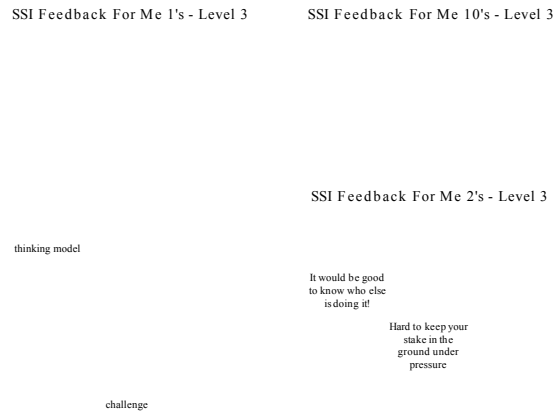 SSI Feedback For Me 1's - Level 3
SSI Feedback For Me 10's - Level 3
SSI Feedback For Me 2's - Level 3
thinking model
It would be good
to know who else
is doing it!
Hard to keep your
stake in the
ground under
pressure
challenge